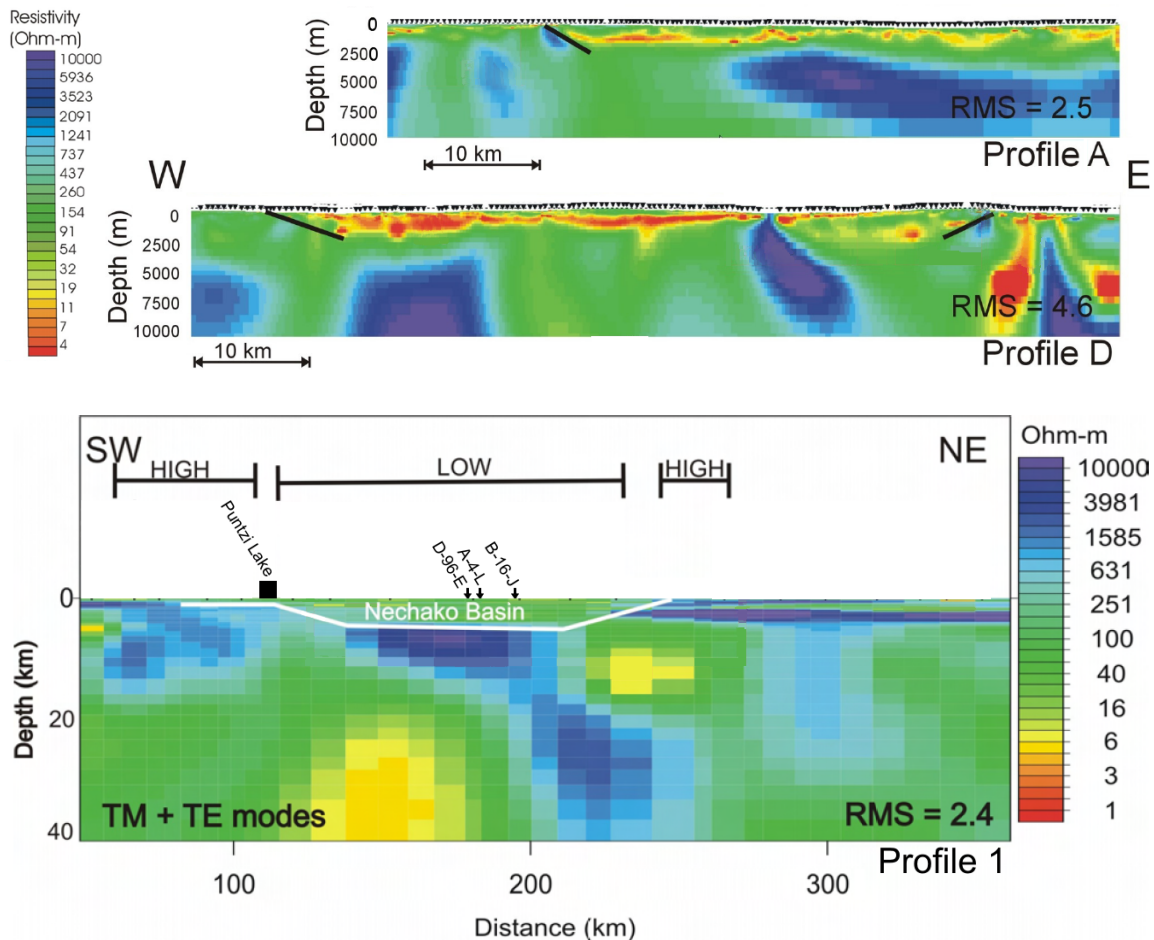 Resistivity
(Ohm-m)
10000
5936
3523
2091
1241
737
437
260
154
91
54
32
19
11
7
4
Depth (m)
0
2500
5000
7500
10000
RMS = 2.5
Profile A
10 km
W
E
Depth (m)
0
2500
5000
7500
10000
RMS = 4.6
Profile D
10 km
SW
NE
HIGH
LOW
HIGH
Puntzi Lake
D-96-E
A-4-L
B-16-J
Nechako Basin
Depth (km)
0
20
40
TM + TE modes
RMS = 2.4
Profile 1
100
200
300
Distance (km)
Ohm-m
10000
3981
1585
631
251
100
40
16
6
3
1